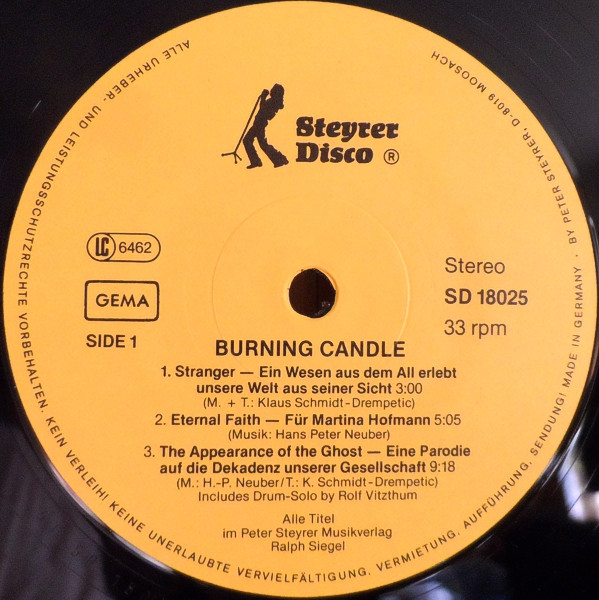 Steyrer
Disco ®
LC 6462
GEMA
SIDE 1
Stereo
SD 18025
33 rpm
BURNING CANDLE
1. Stranger — Ein Wesen aus dem All erlebt
unsere Welt aus seiner Sicht 3:00
(M. + T.: Klaus Schmidt-Drempetic)
2. Eternal Faith — Für Martina Hofmann 5:05
(Musik: Hans Peter Neuber)
3. The Appearance of the Ghost — Eine Parodie
auf die Dekadenz unserer Gesellschaft 9:18
(M.: H.-P. Neuber/T.: K. Schmidt-Drempetic)
Includes Drum-Solo by Rolf Vitzthum
Alle Titel
im Peter Steyrer Musikverlag
Ralph Siegel
ALLE URHEBER- UND LEISTUNGSSCHUTZRECHTE VORBEHALTEN. KEIN VERLEIH! KEINE UNERLAUBTE VERVIELFÄLTIGUNG, VERMIETUNG, AUFFÜHRUNG, SENDUNG! MADE IN GERMANY · BY PETER STEYRER, D-8019 MOOSACH